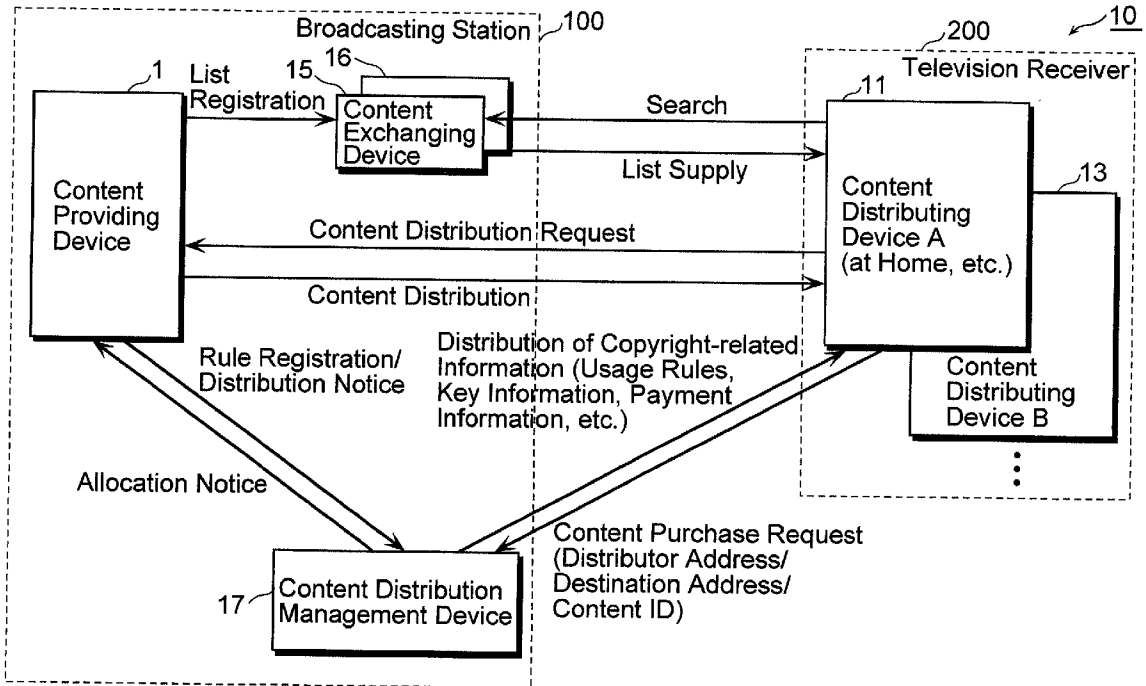 10
Broadcasting Station
100
200
Television Receiver
1
List
Registration
16
15
Content
Exchanging
Device
Search
List Supply
11
13
Content
Providing
Device
Content
Distributing
Device A
(at Home, etc.)
Content Distribution Request
Content Distribution
Rule Registration/
Distribution Notice
Distribution of Copyright-related
Information (Usage Rules,
Key Information, Payment
Information, etc.)
Content
Distributing
Device B
Allocation Notice
Content Purchase Request
(Distributor Address/
Destination Address/
Content ID)
17
Content Distribution
Management Device